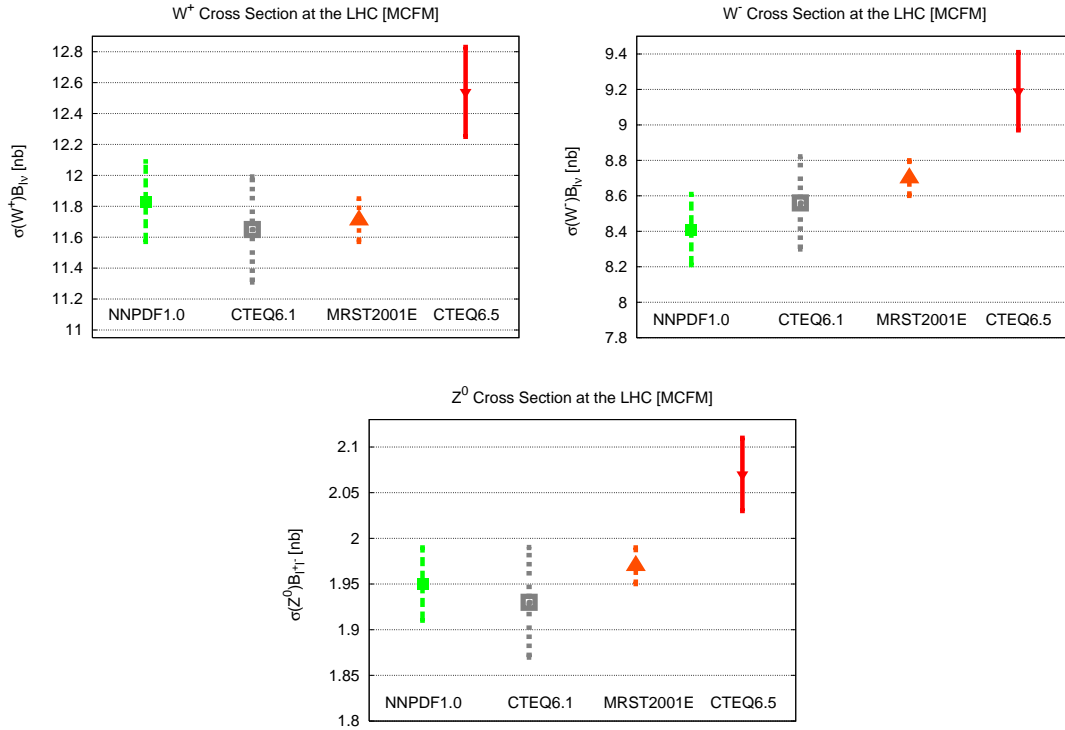 W+ Cross Section at the LHC [MCFM]
σ(W+)Blν [nb]
12.8
12.6
12.4
12.2
12
11.8
11.6
11.4
11.2
11
NNPDF1.0 CTEQ6.1 MRST2001E CTEQ6.5
W- Cross Section at the LHC [MCFM]
σ(W-)Blν [nb]
9.4
9.2
9
8.8
8.6
8.4
8.2
8
7.8
NNPDF1.0 CTEQ6.1 MRST2001E CTEQ6.5
Z0 Cross Section at the LHC [MCFM]
σ(Z0)Bl+l- [nb]
2.1
2.05
2
1.95
1.9
1.85
1.8
NNPDF1.0 CTEQ6.1 MRST2001E CTEQ6.5